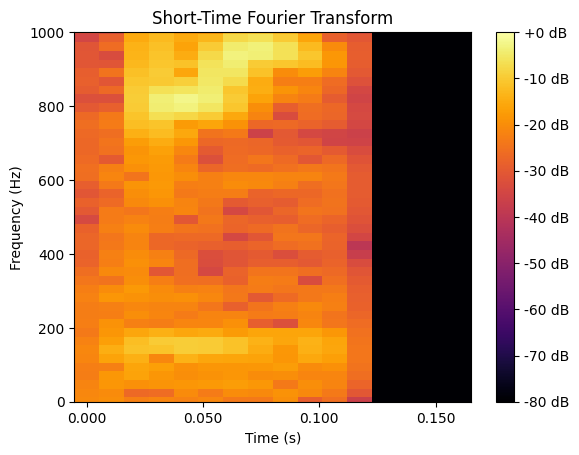 Short-Time Fourier Transform
1000
800
600
400
200
0
Frequency (Hz)
0.000
0.050
0.100
0.150
Time (s)
+0 dB
-10 dB
-20 dB
-30 dB
-40 dB
-50 dB
-60 dB
-70 dB
-80 dB